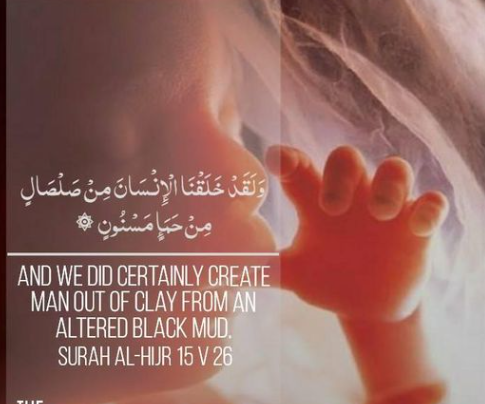 وَلَقَدْ خَلَقْنَا الْإِنْسَانَ مِنْ صَلْصَالٍ
مِنْ حَمَإٍ مَسْنُونٍ ۞
AND WE DID CERTAINLY CREATE
MAN OUT OF CLAY FROM AN
ALTERED BLACK MUD.
SURAH AL-HIJR 15 V 26
THE